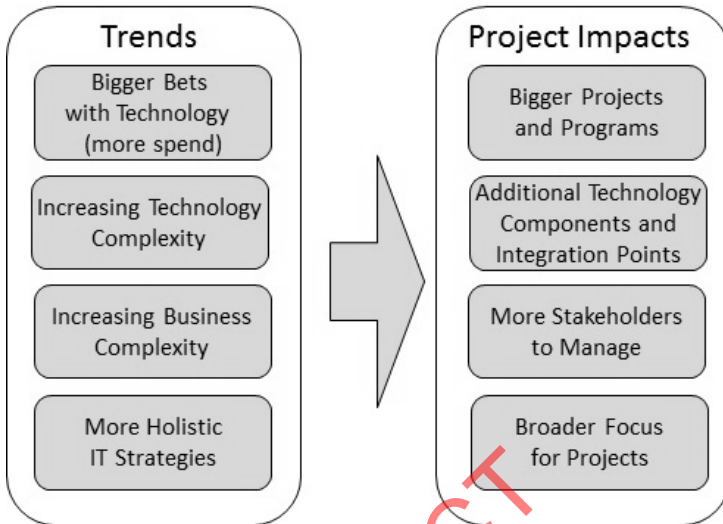 Trends
Bigger Bets
with Technology
(more spend)
Increasing Technology
Complexity
Increasing Business
Complexity
More Holistic
IT Strategies
Project Impacts
Bigger Projects
and Programs
Additional Technology
Components and
Integration Points
More Stakeholders
to Manage
Broader Focus
for Projects
CT